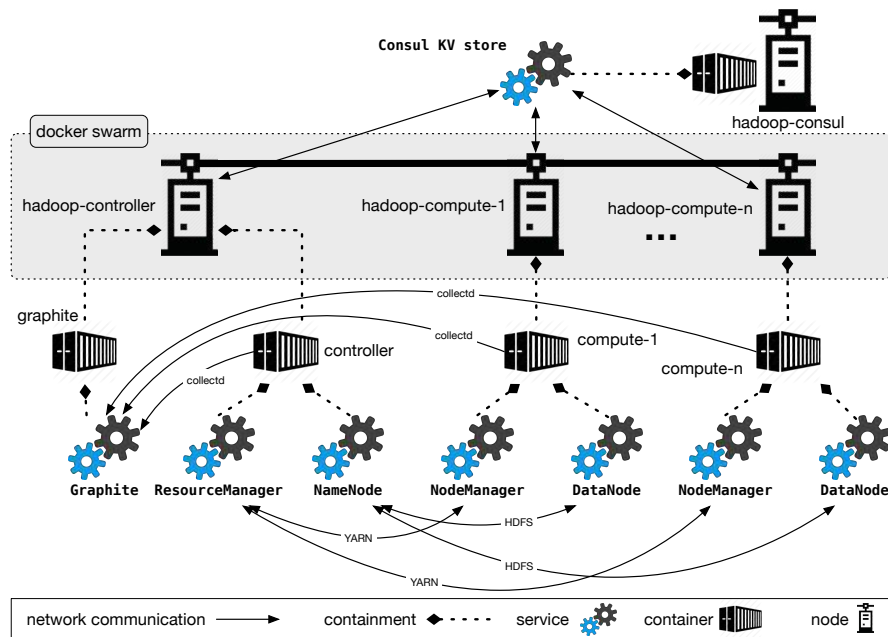 Consul KV store
hadoop-consul
docker swarm
hadoop-controller
hadoop-compute-1
hadoop-compute-n
...
collectd
graphite
controller
collectd
compute-1
compute-n
collectd
Graphite
ResourceManager
NameNode
NodeManager
DataNode
NodeManager
DataNode
YARN
HDFS
HDFS
YARN
network communication
containment
service
container
node